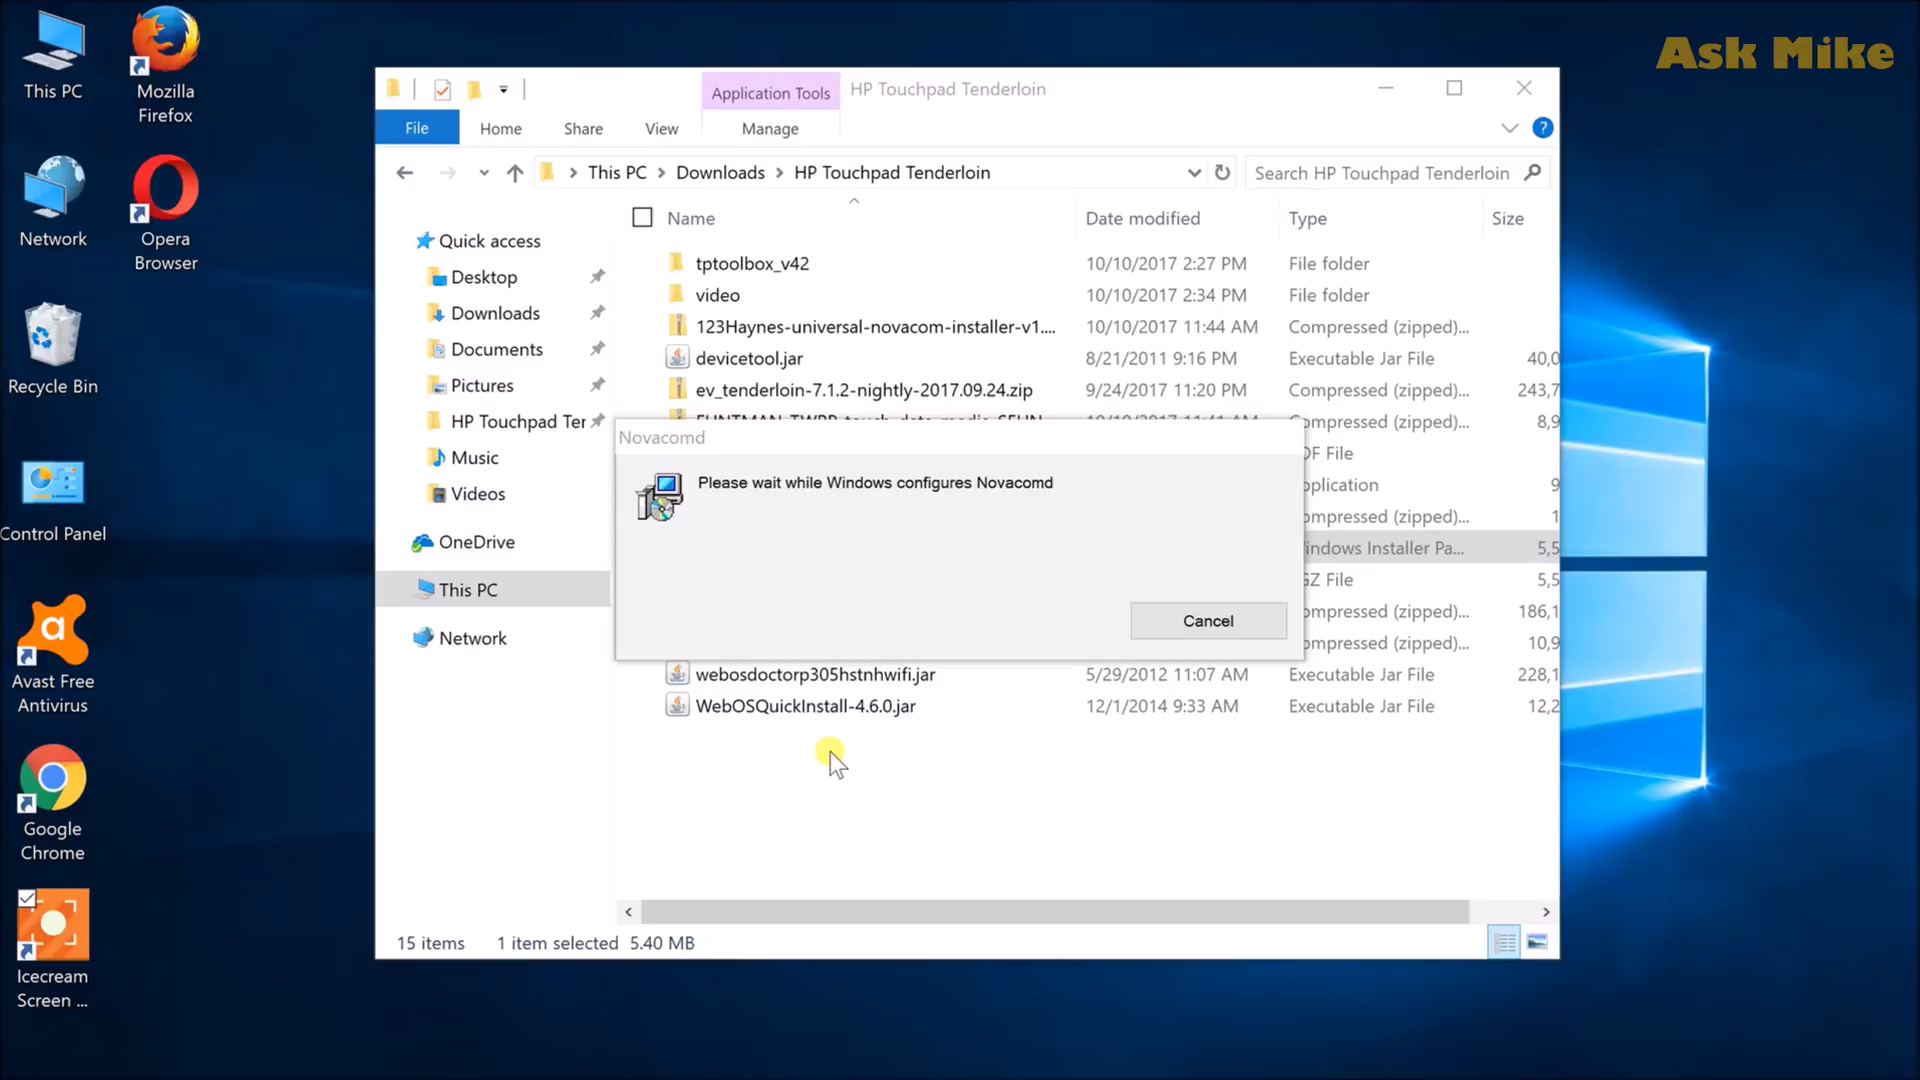 Ask Mike
This PC
Mozilla
Firefox
Network
Opera
Browser
Recycle Bin
Control Panel
Avast Free
Antivirus
Google
Chrome
Icecream
Screen ...
Application Tools
HP Touchpad Tenderloin
File
Home
Share
View
Manage
?
This PC
Downloads
HP Touchpad Tenderloin
Search HP Touchpad Tenderloin
Quick access
Desktop
Downloads
Documents
Pictures
HP Touchpad Ter
Music
Videos
OneDrive
This PC
Network
Name Date modified Type Size
tptoolbox_v42 10/10/2017 2:27 PM File folder
video 10/10/2017 2:34 PM File folder
123Haynes-universal-novacom-installer-v1.... 10/10/2017 11:44 AM Compressed (zipped)...
devicetool.jar 8/21/2011 9:16 PM Executable Jar File 40,0
ev_tenderloin-7.1.2-nightly-2017.09.24.zip 9/24/2017 11:20 PM Compressed (zipped)... 243,7
Compressed (zipped)... 8,9
DF File
pplication 9
ompressed (zipped)... 1
indows Installer Pa... 5,5
GZ File 5,5
ompressed (zipped)... 186,1
ompressed (zipped)... 10,9
webosdoctorp305hstnhwifi.jar 5/29/2012 11:07 AM Executable Jar File 228,1
WebOSQuickInstall-4.6.0.jar 12/1/2014 9:33 AM Executable Jar File 12,2
Novacomd
Please wait while Windows configures Novacomd
Cancel
15 items 1 item selected 5.40 MB